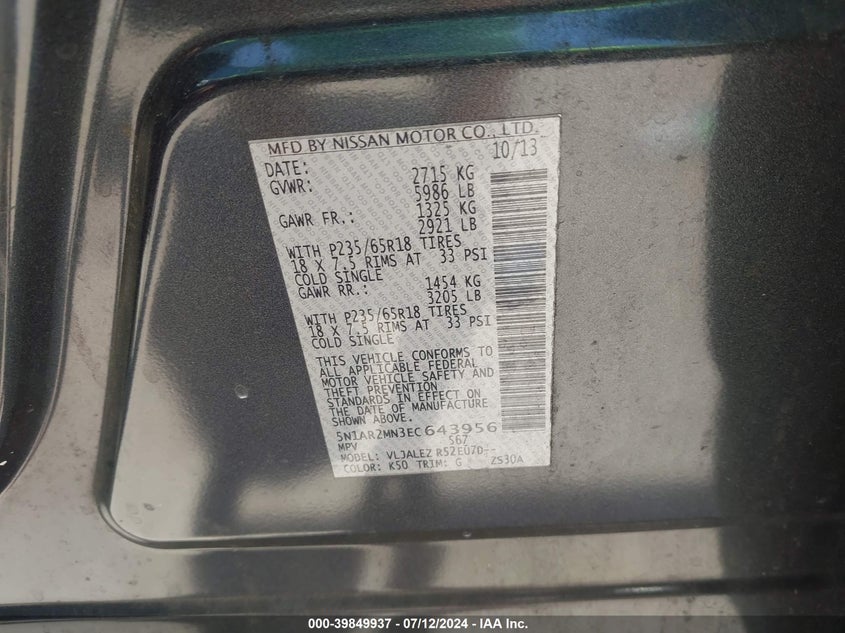 MFD BY NISSAN MOTOR CO., LTD.
DATE: 10/13
GVWR: 2715 KG
5986 LB
GAWR FR.: 1325 KG
2921 LB
WITH P235/65R18 TIRES
18 X 7.5 RIMS AT 33 PSI
COLD SINGLE
GAWR RR.: 1454 KG
3205 LB
WITH P235/65R18 TIRES
18 X 7.5 RIMS AT 33 PSI
COLD SINGLE
THIS VEHICLE CONFORMS TO
ALL APPLICABLE FEDERAL
MOTOR VEHICLE SAFETY AND
THEFT PREVENTION
STANDARDS IN EFFECT ON
THE DATE OF MANUFACTURE
SHOWN ABOVE.
5N1AR2MN3EC643956
MPV S67
MODEL: VLJALEZ R52EU7D--
COLOR: K50 TRIM: G ZS30A
000-39849937 - 07/12/2024 - IAA Inc.